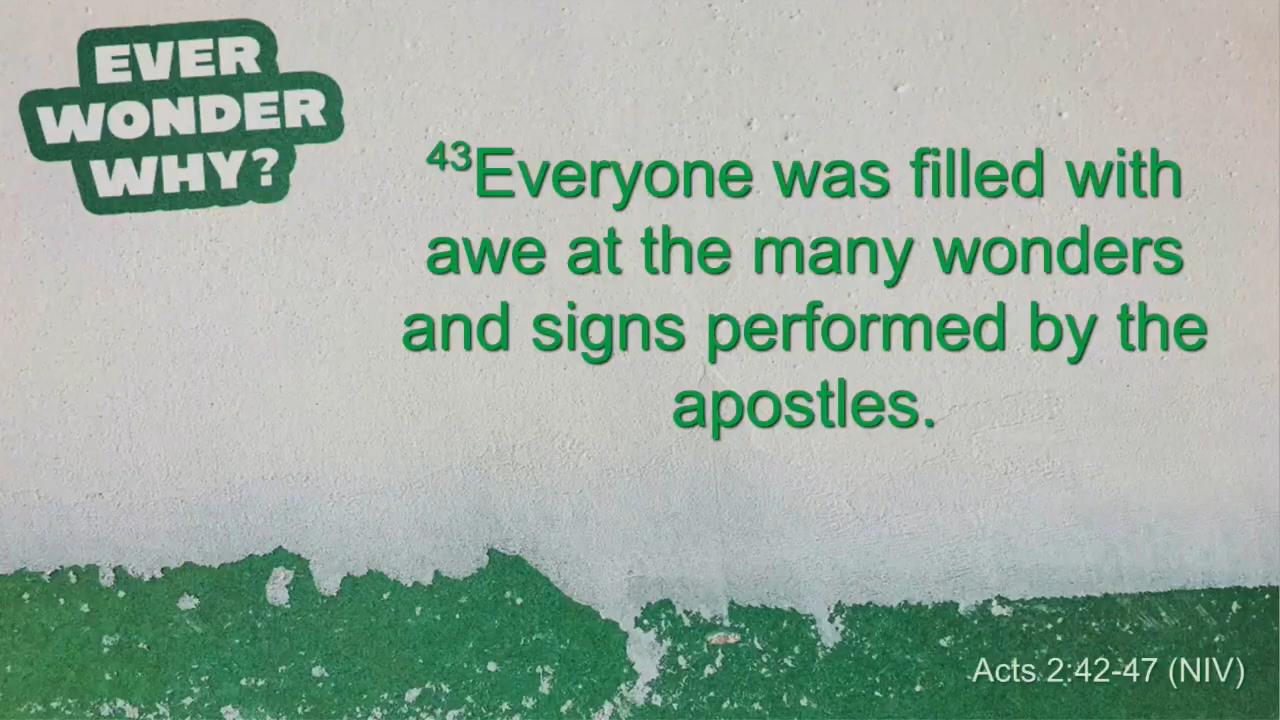 EVER
WONDER
WHY?
⁴³Everyone was filled with
awe at the many wonders
and signs performed by the
apostles.
Acts 2:42-47 (NIV)